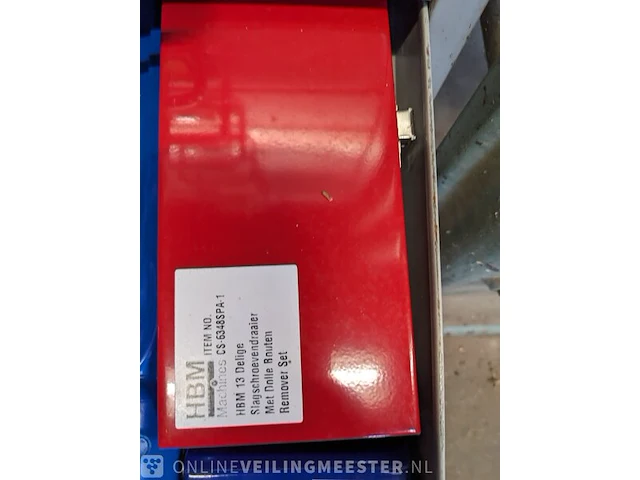 HBM
Machines
ITEM NO.
CS-6348SPA-1
HBM 13 Delige
Slagschroevendraaier
Met Dolle Bouten
Remover Set
ONLINEVEILINGMEESTER.NL